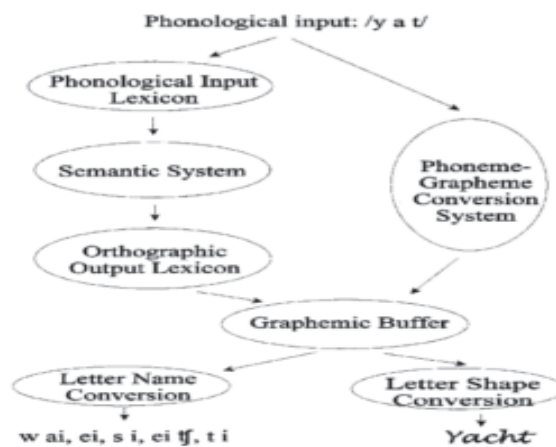 Phonological input: /y a t/
Phonological Input
Lexicon
Semantic System
Orthographic
Output Lexicon
Phoneme-
Grapheme
Conversion
System
Graphemic Buffer
Letter Name
Conversion
Letter Shape
Conversion
w ai, ei, s i, ei tʃ, t i
Yacht